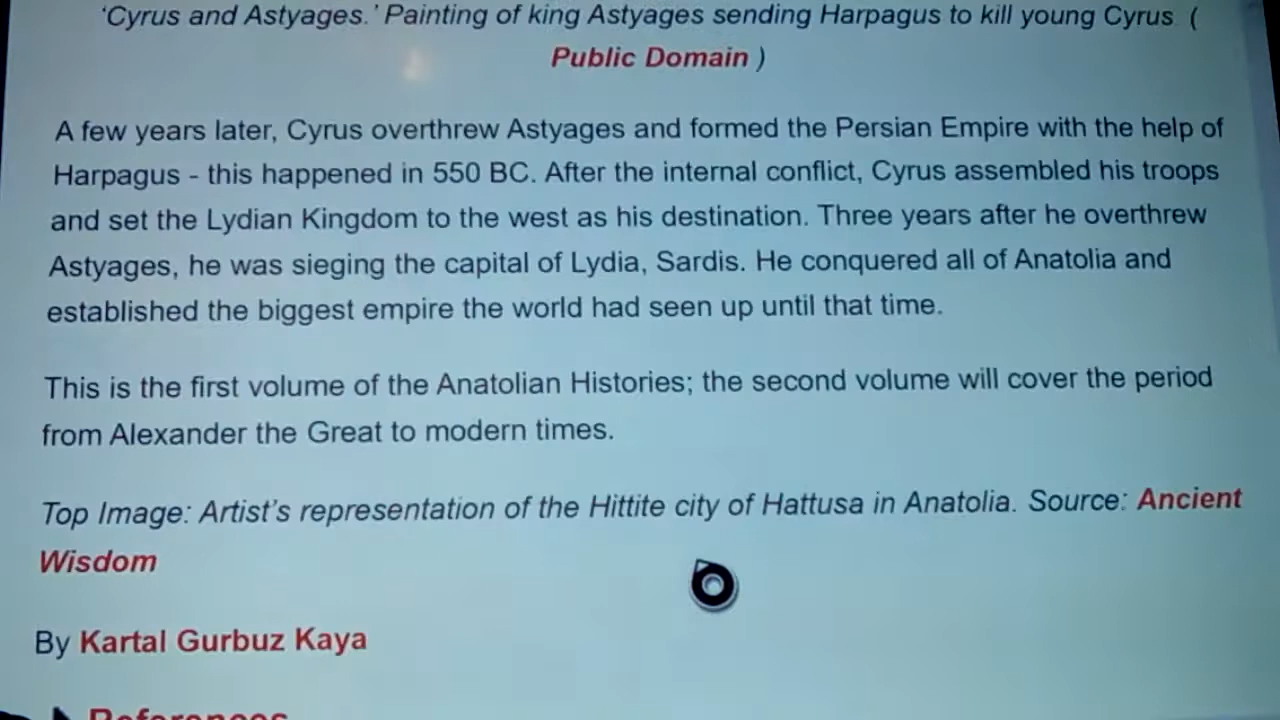 ‘Cyrus and Astyages.’ Painting of king Astyages sending Harpagus to kill young Cyrus (
Public Domain )
A few years later, Cyrus overthrew Astyages and formed the Persian Empire with the help of
Harpagus - this happened in 550 BC. After the internal conflict, Cyrus assembled his troops
and set the Lydian Kingdom to the west as his destination. Three years after he overthrew
Astyages, he was sieging the capital of Lydia, Sardis. He conquered all of Anatolia and
established the biggest empire the world had seen up until that time.
This is the first volume of the Anatolian Histories; the second volume will cover the period
from Alexander the Great to modern times.
Top Image: Artist’s representation of the Hittite city of Hattusa in Anatolia. Source: Ancient
Wisdom
By Kartal Gurbuz Kaya
References